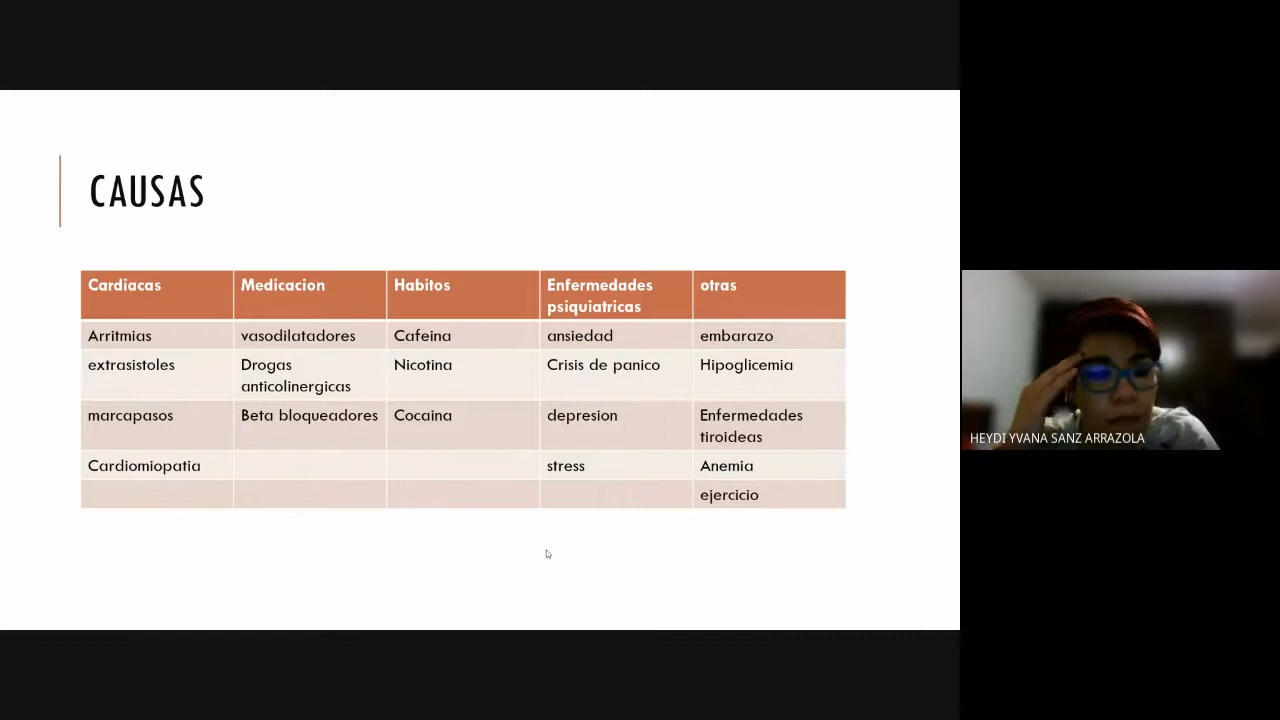 CAUSAS
Cardiacas Medicacion Habitos Enfermedades psiquiatricas otras
Arritmias vasodilatadores Cafeina ansiedad embarazo
extrasistoles Drogas anticolinergicas Nicotina Crisis de panico Hipoglicemia
marcapasos Beta bloqueadores Cocaina depresion Enfermedades tiroideas
Cardiomiopatia stress Anemia
ejercicio
HEYDI YVANA SANZ ARRAZOLA